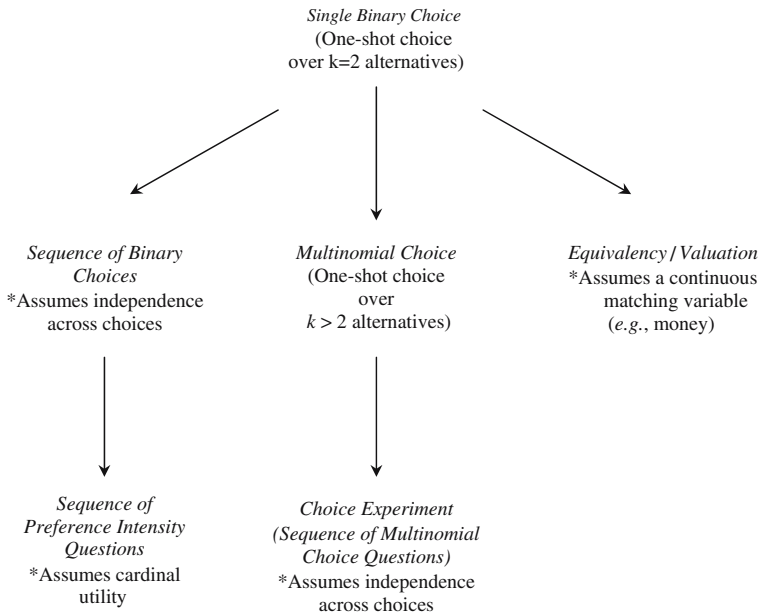 Single Binary Choice
(One-shot choice
over k=2 alternatives)
Sequence of Binary
Choices
*Assumes independence
across choices
Multinomial Choice
(One-shot choice
over
k > 2 alternatives)
Equivalency / Valuation
*Assumes a continuous
matching variable
(e.g., money)
Sequence of
Preference Intensity
Questions
*Assumes cardinal
utility
Choice Experiment
(Sequence of Multinomial
Choice Questions)
*Assumes independence
across choices